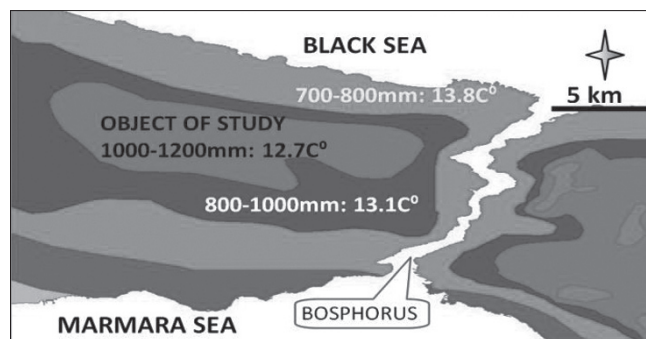 BLACK SEA
700-800mm: 13.8C⁰
5 km
OBJECT OF STUDY
1000-1200mm: 12.7C⁰
800-1000mm: 13.1C⁰
BOSPHORUS
MARMARA SEA